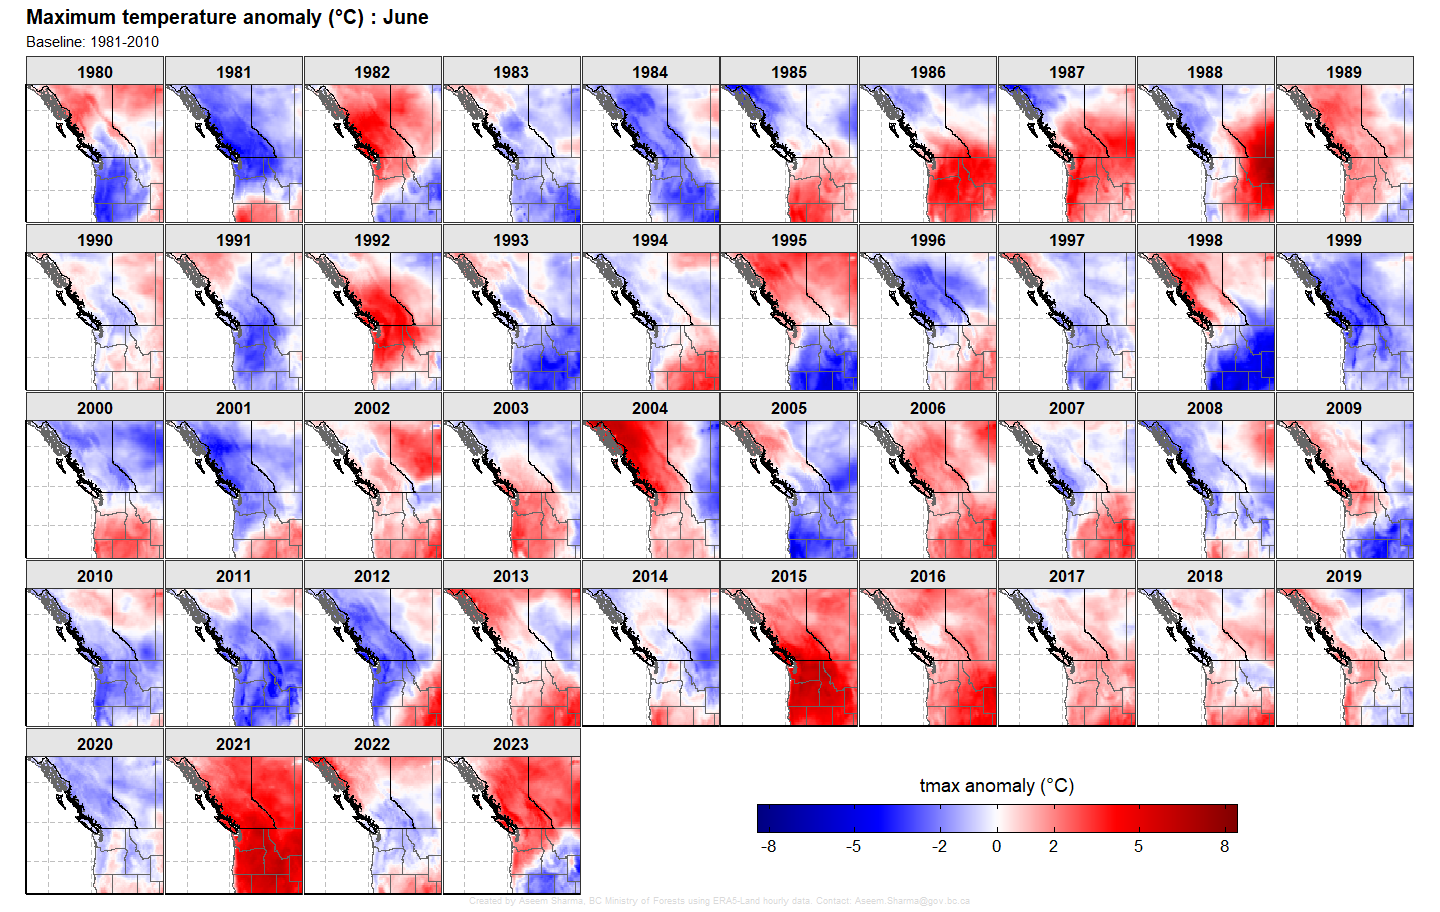 Maximum temperature anomaly (°C) : June
Baseline: 1981-2010
1980 1981 1982 1983 1984 1985 1986 1987 1988 1989
1990 1991 1992 1993 1994 1995 1996 1997 1998 1999
2000 2001 2002 2003 2004 2005 2006 2007 2008 2009
2010 2011 2012 2013 2014 2015 2016 2017 2018 2019
2020 2021 2022 2023
tmax anomaly (°C)
-8 -5 -2 0 2 5 8
Created by Aseem Sharma, BC Ministry of Forests using ERA5-Land hourly data. Contact: Aseem.Sharma@gov.bc.ca